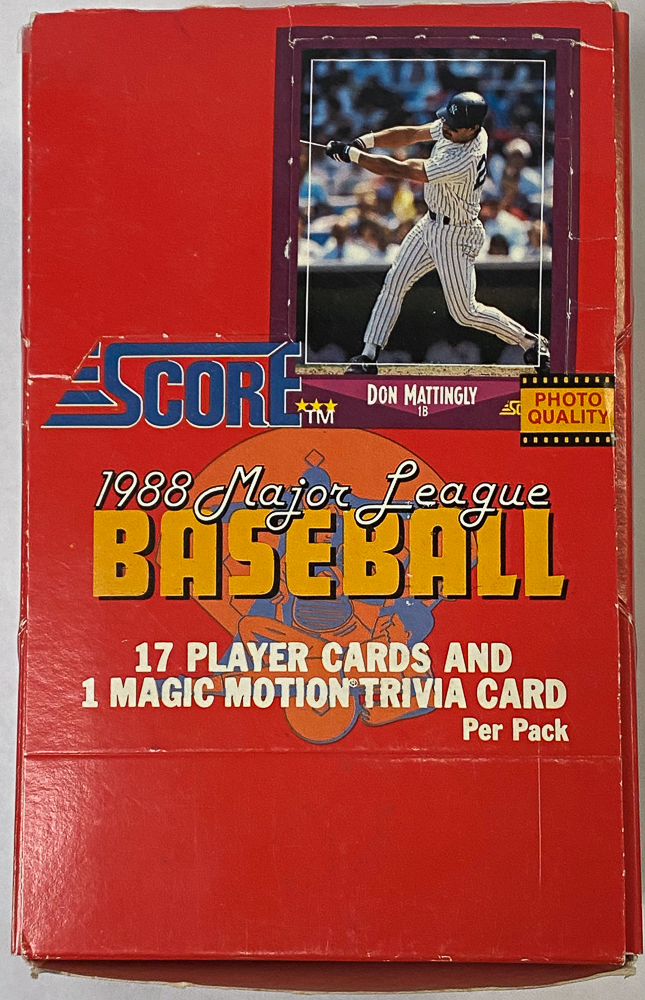 DON MATTINGLY
1B
SCORE
TM
PHOTO
QUALITY
1988 Major League
BASEBALL
17 PLAYER CARDS AND
1 MAGIC MOTION® TRIVIA CARD
Per Pack